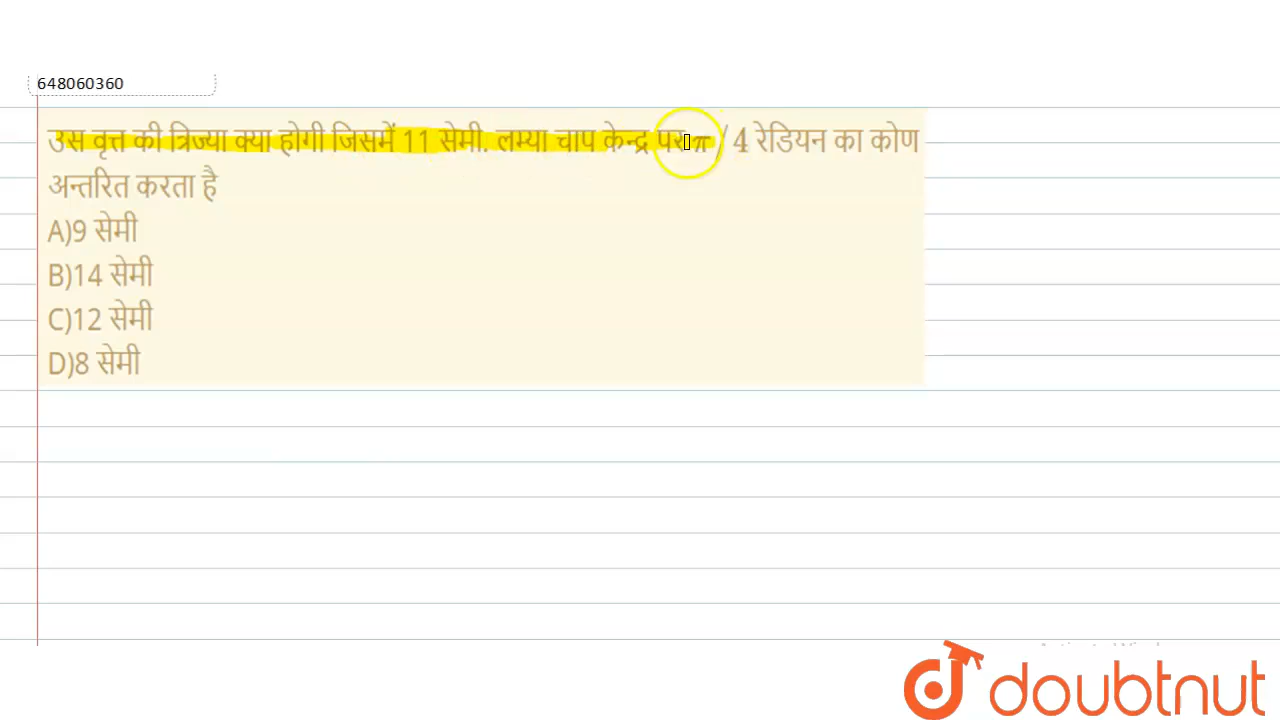 648060360
उस वृत्त की त्रिज्या क्या होगी जिसमें 11 सेमी. लम्या चाप केन्द्र पर π / 4 रेडियन का कोण
अन्तरित करता है
A)9 सेमी
B)14 सेमी
C)12 सेमी
D)8 सेमी
doubtnut